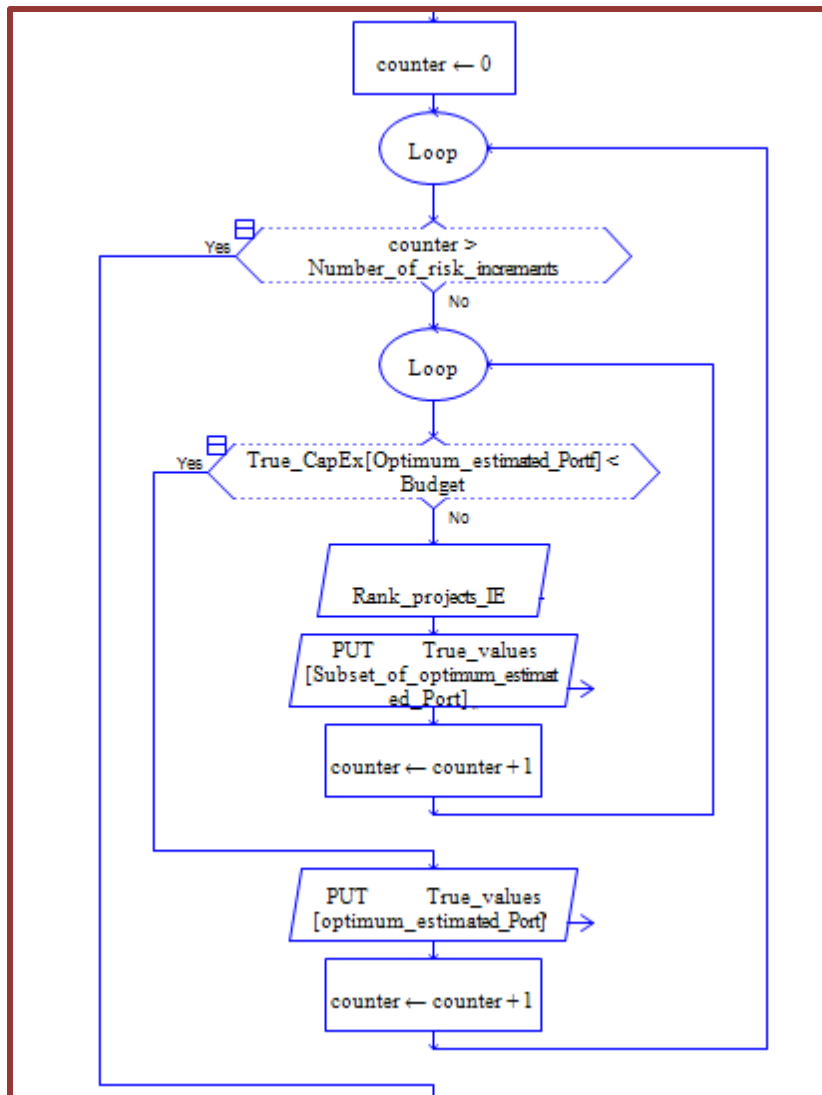 counter ← 0
Loop
counter >
Number_of_risk_increments
Yes
No
Loop
True_CapEx[Optimum_estimated_Portf] <
Budget
Yes
No
Rank_projects_IE
PUT True_values
[Subset_of_optimum_estimat
ed_Port]
counter ← counter + 1
PUT True_values
[optimum_estimated_Port]
counter ← counter + 1